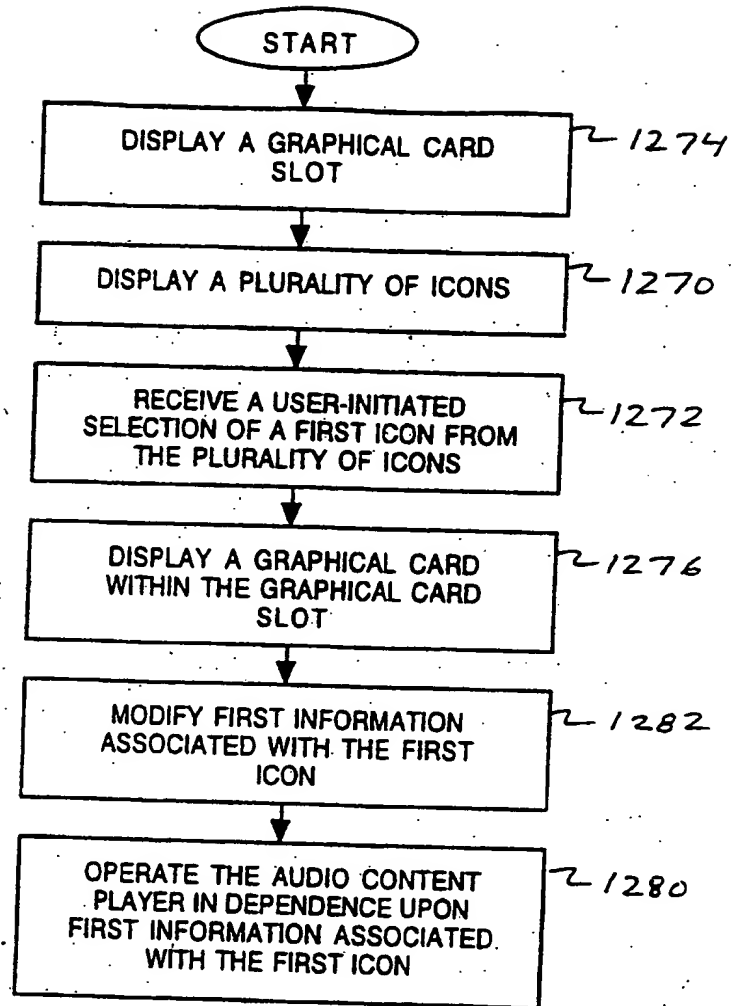 START
DISPLAY A GRAPHICAL CARD
SLOT
1274
DISPLAY A PLURALITY OF ICONS
1270
RECEIVE A USER-INITIATED
SELECTION OF A FIRST ICON FROM
THE PLURALITY OF ICONS
1272
DISPLAY A GRAPHICAL CARD
WITHIN THE GRAPHICAL CARD
SLOT
1276
MODIFY FIRST INFORMATION
ASSOCIATED WITH THE FIRST
ICON
1282
OPERATE THE AUDIO CONTENT
PLAYER IN DEPENDENCE UPON
FIRST INFORMATION ASSOCIATED
WITH THE FIRST ICON
1280